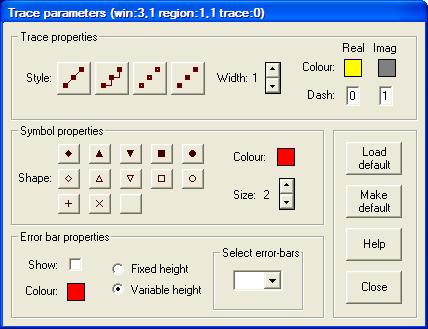 Trace parameters (win:3,1 region:1,1 trace:0)
Trace properties
Real Imag
Style: Width: 1 Colour:
Dash: 0 1
Symbol properties
Shape: Colour:
Size: 2
Load default
Make default
Help
Close
Error bar properties
Show: Fixed height
Colour: Variable height
Select error-bars